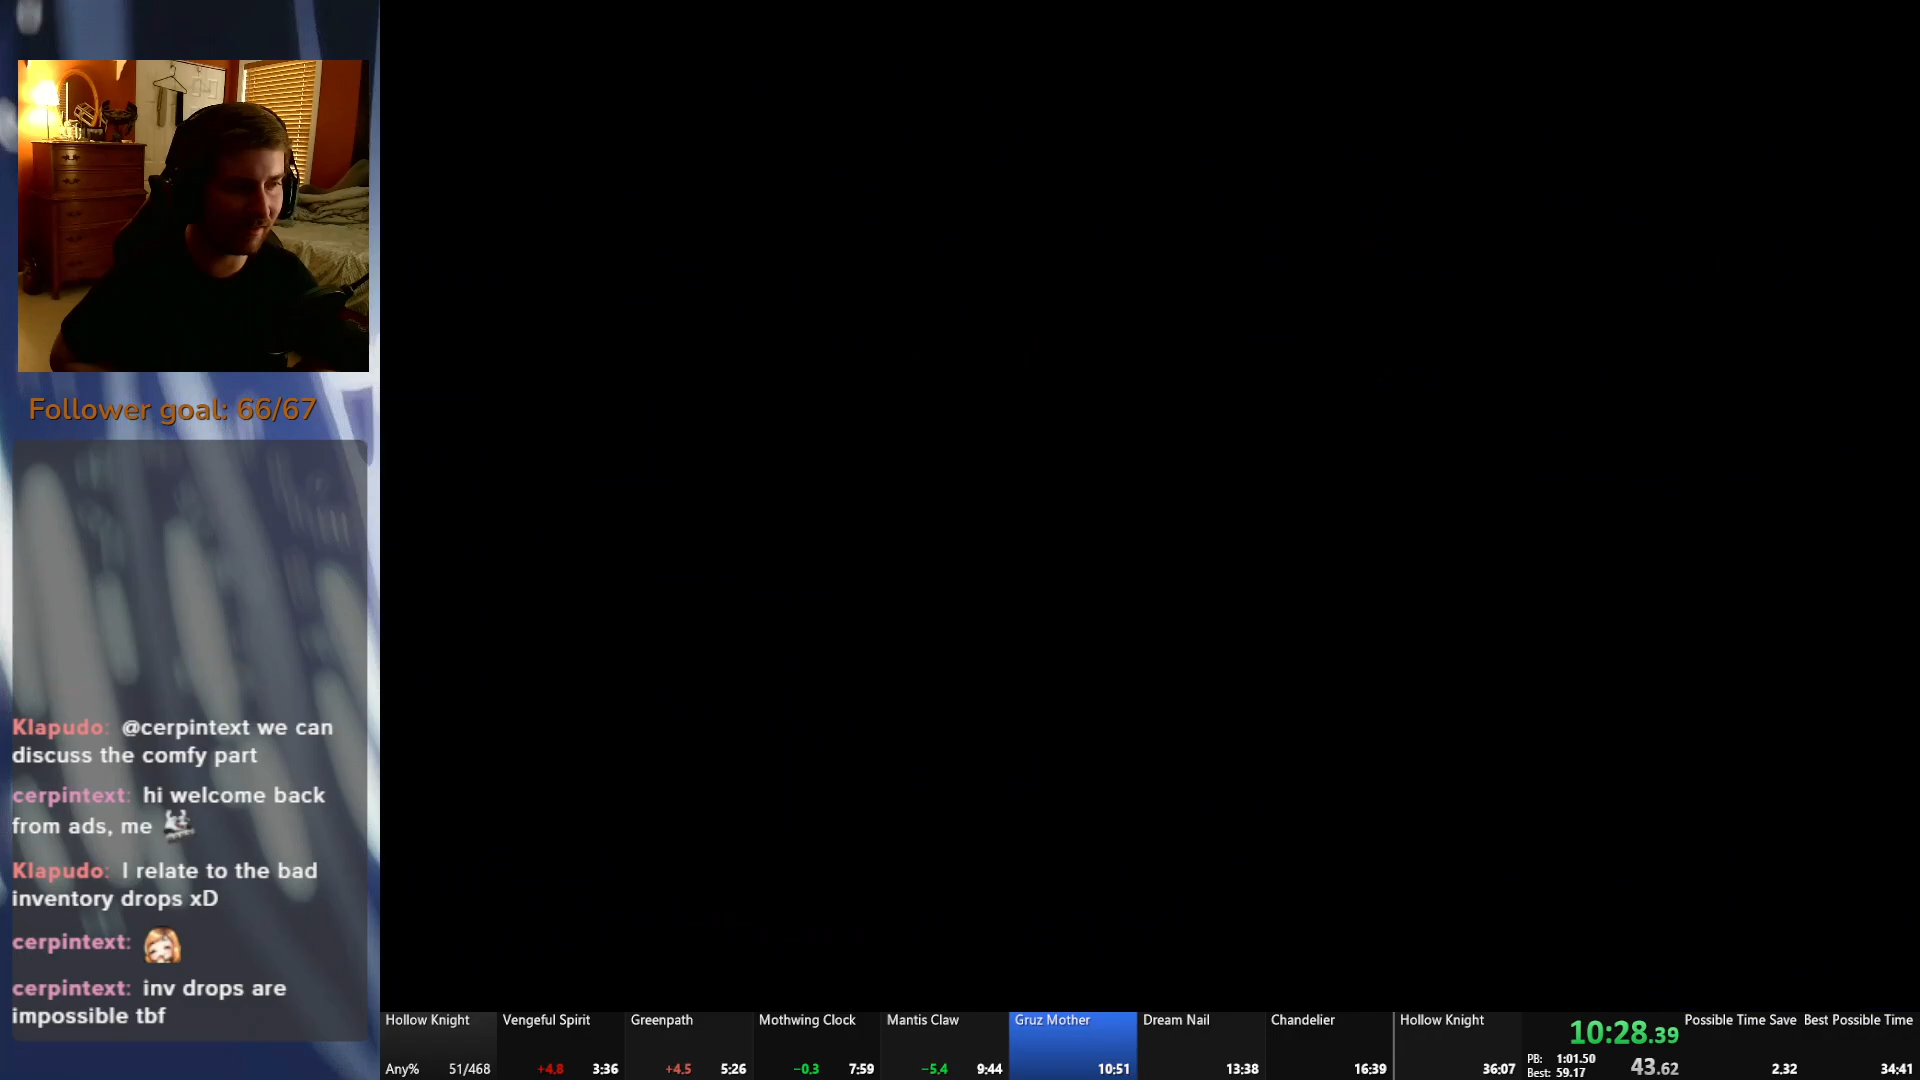 Follower goal: 66/67
Klapudo: @cerpintext we can
discuss the comfy part
cerpintext: hi welcome back
from ads, me
Klapudo: I relate to the bad
inventory drops xD
cerpintext:
cerpintext: inv drops are
impossible tbf
Hollow Knight
Any% 51/468
Vengeful Spirit
+4.8 3:36
Greenpath
+4.5 5:26
Mothwing Clock
−0.3 7:59
Mantis Claw
−5.4 9:44
Gruz Mother
10:51
Dream Nail
13:38
Chandelier
16:39
Hollow Knight
36:07
10:28.39
PB: 1:01.50
Best: 59.17
43.62
Possible Time Save
2.32
Best Possible Time
34:41